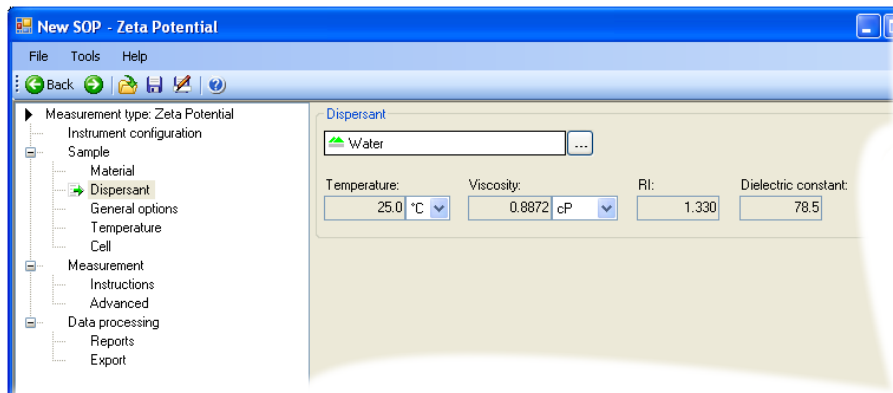 New SOP - Zeta Potential
File Tools Help
Back
Measurement type: Zeta Potential
Instrument configuration
Sample
Material
Dispersant
General options
Temperature
Cell
Measurement
Instructions
Advanced
Data processing
Reports
Export
Dispersant
Water ...
Temperature: Viscosity: RI: Dielectric constant:
25.0 °C 0.8872 cP 1.330 78.5